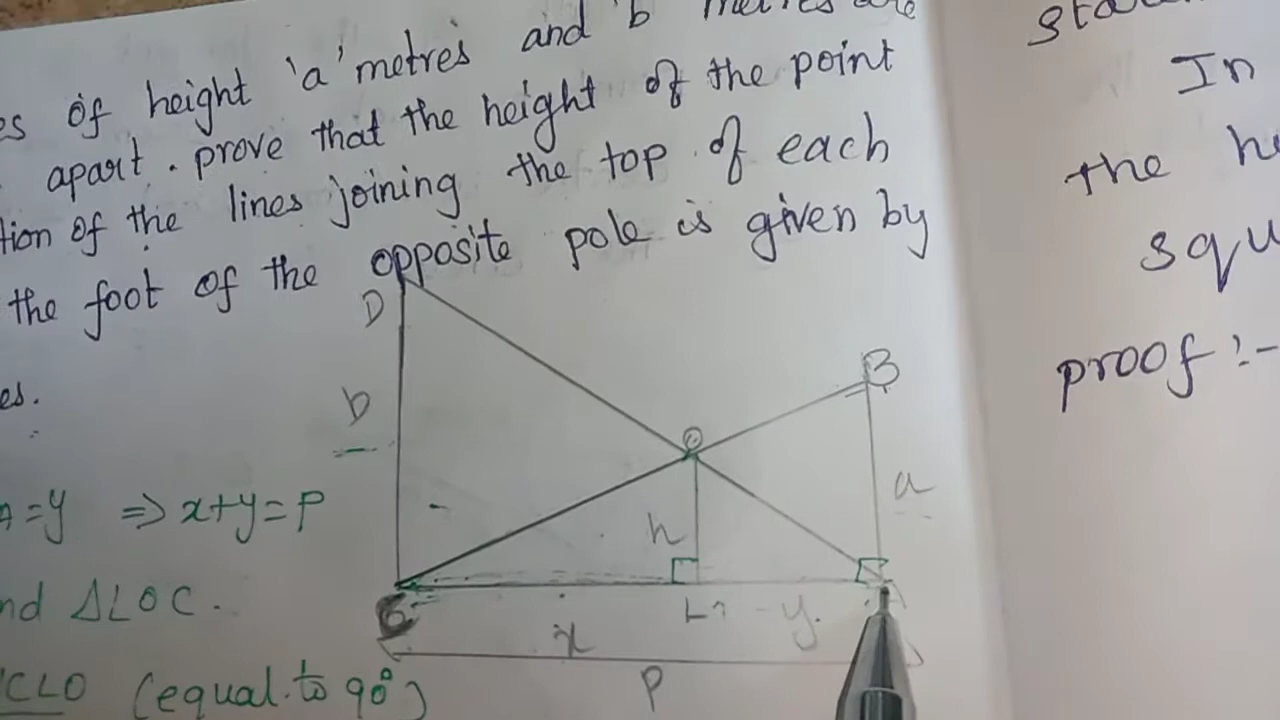 es of height 'a' metres and 'b' metres are
apart. prove that the height of the point
tion of the lines joining the top of each
the foot of the opposite pole is given by
D
B
es.
b
O
A=y ⇒ x+y=P
a
h
nd ΔLOC.
C
L
y
x
CLO (equal to 90°)
P
In
the
squ
proof :-